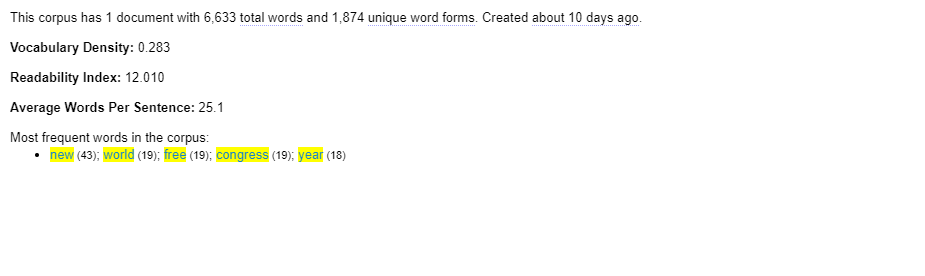 This corpus has 1 document with 6,633 total words and 1,874 unique word forms. Created about 10 days ago.
Vocabulary Density: 0.283
Readability Index: 12.010
Average Words Per Sentence: 25.1
Most frequent words in the corpus:
• new (43); world (19); free (19); congress (19); year (18)